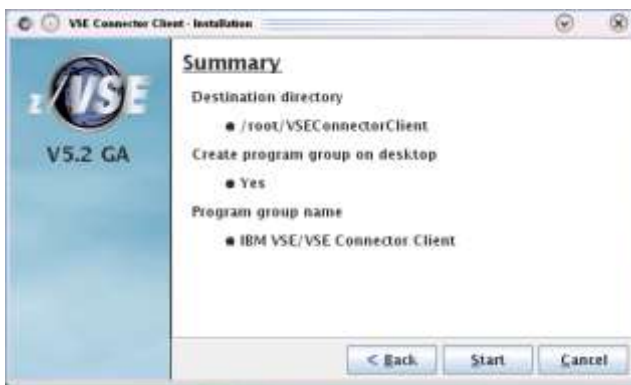 VSE Connector Client - Installation
z/VSE
V5.2 GA
Summary
Destination directory
/root/VSEConnectorClient
Create program group on desktop
Yes
Program group name
IBM VSE/VSE Connector Client
< Back
Start
Cancel